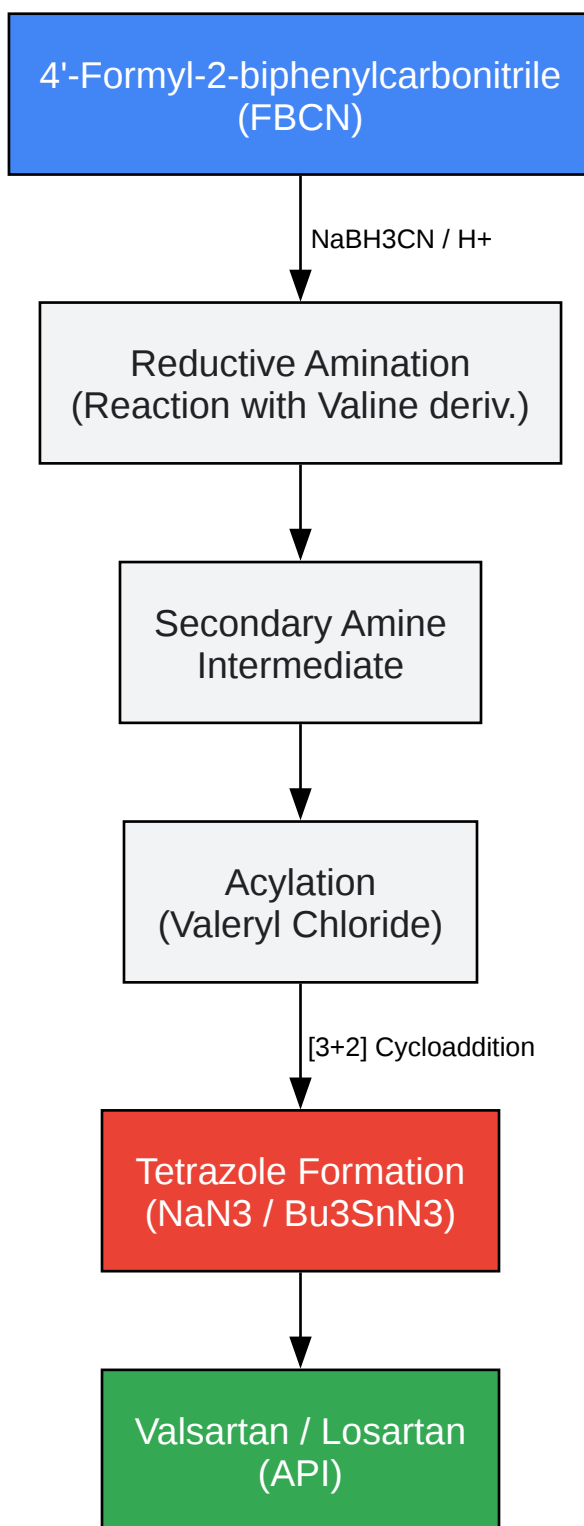 4'-Formyl-2-biphenylcarbonitrile
(FBCN)
NaBH3CN / H+
Reductive Amination
(Reaction with Valine deriv.)
Secondary Amine
Intermediate
Acylation
(Valeryl Chloride)
[3+2] Cycloaddition
Tetrazole Formation
(NaN3 / Bu3SnN3)
Valsartan / Losartan
(API)